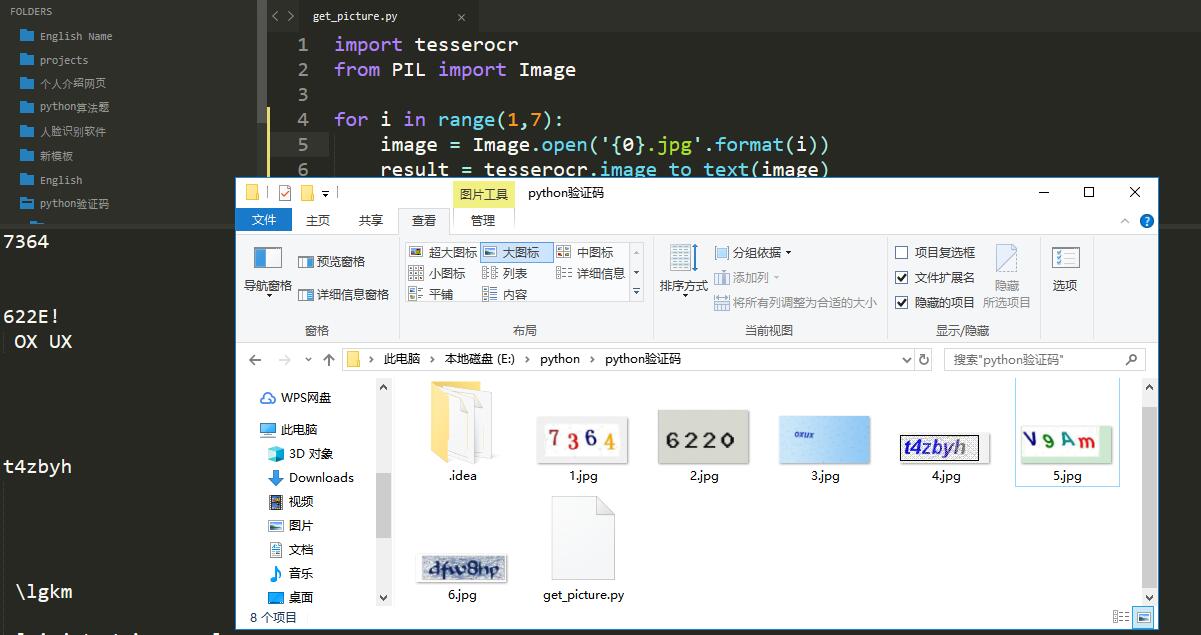 FOLDERS
English Name
projects
个人介绍网页
python算法题
人脸识别软件
新模板
English
python验证码
get_picture.py
1 import tesserocr
2 from PIL import Image
3
4 for i in range(1,7):
5 image = Image.open('{0}.jpg'.format(i))
6 result = tesserocr.image_to_text(image)
7364
622E!
OX UX
t4zbyh
\lgkm
图片工具 python验证码
文件 主页 共享 查看 管理
导航窗格
预览窗格
详细信息窗格
窗格
超大图标 大图标 中图标
小图标 列表 详细信息
平铺 内容
布局
排序方式
分组依据
添加列
将所有列调整为合适的大小
当前视图
项目复选框
文件扩展名
隐藏的项目
隐藏
所选项目
显示/隐藏
选项
此电脑 本地磁盘 (E:) python python验证码
搜索"python验证码"
WPS网盘
此电脑
3D 对象
Downloads
视频
图片
文档
音乐
桌面
.idea
7364
1.jpg
6220
2.jpg
oxux
3.jpg
t4zbyh
4.jpg
V9Am
5.jpg
dfw8hp
6.jpg
get_picture.py
8 个项目